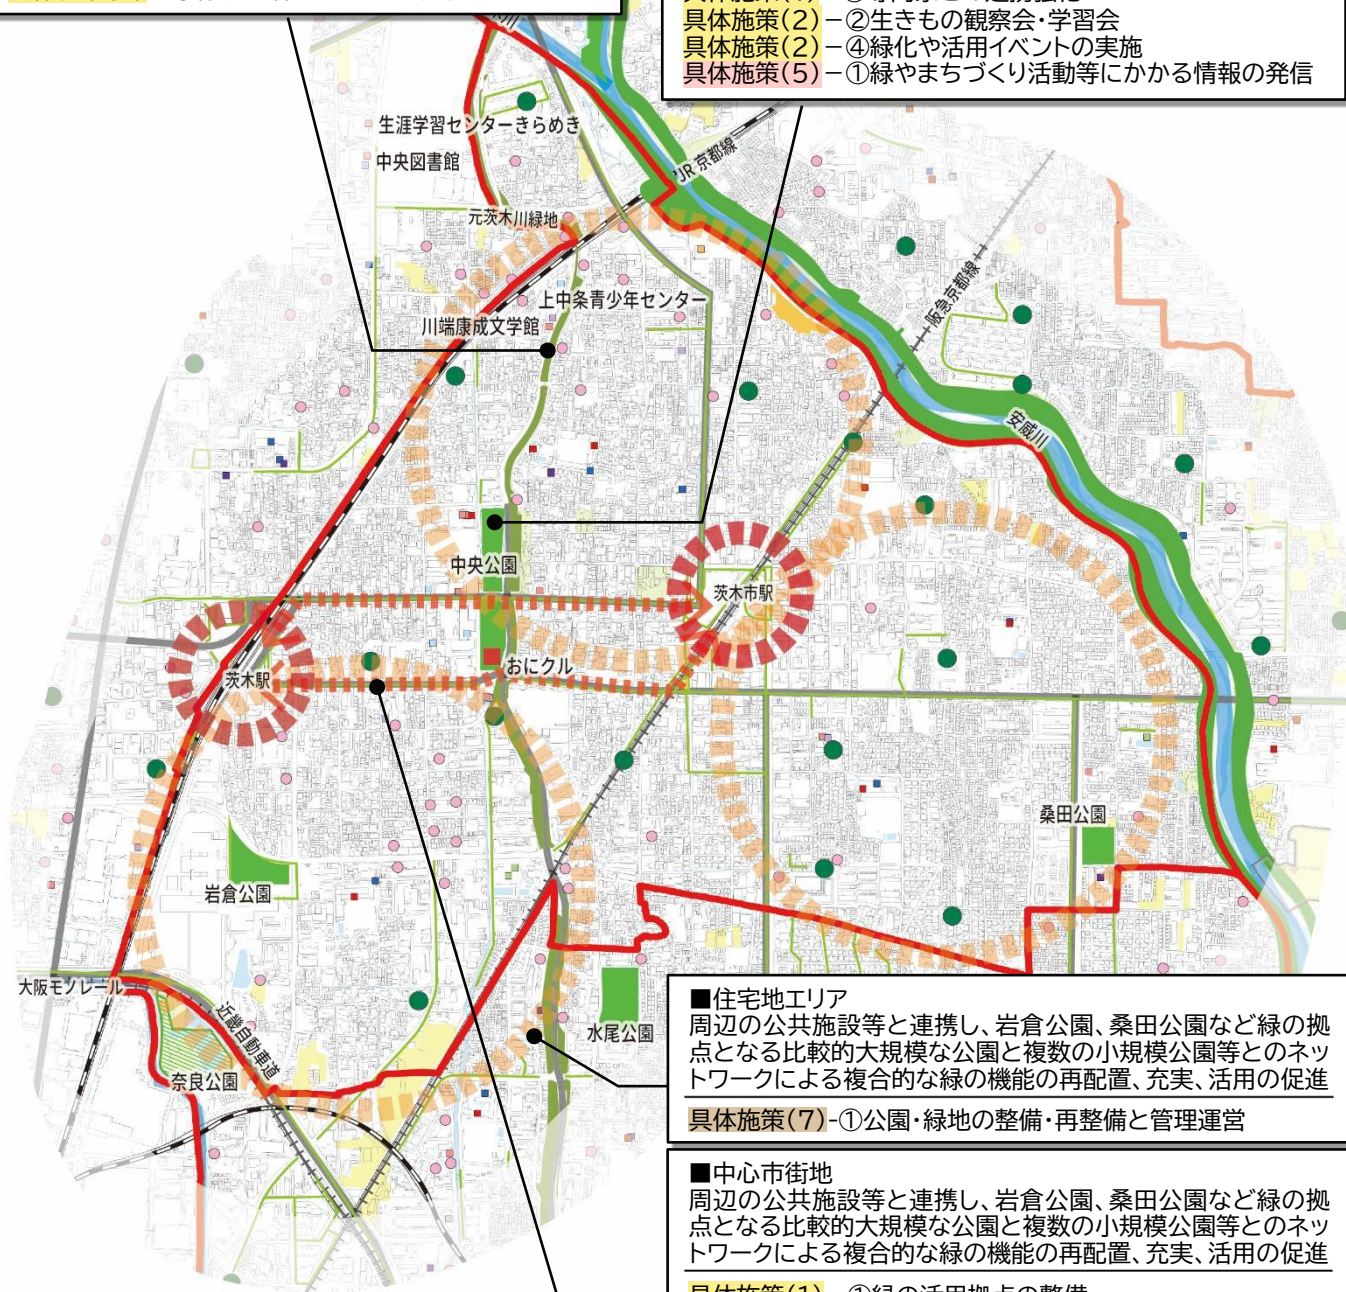 具体施策(2)－②生きもの観察会・学習会
具体施策(2)－④緑化や活用イベントの実施
具体施策(5)－①緑やまちづくり活動等にかかる情報の発信
生涯学習センターきらめき
中央図書館
JR京都線
元茨木川緑地
上中条青少年センター
川端康成文学館
阪急京都線
安威川
中央公園
茨木市駅
おにクル
茨木駅
桑田公園
岩倉公園
大阪モノレール
近畿自動車道
水尾公園
奈良公園
■住宅地エリア
周辺の公共施設等と連携し、岩倉公園、桑田公園など緑の拠
点となる比較的大規模な公園と複数の小規模公園等とのネッ
トワークによる複合的な緑の機能の再配置、充実、活用の促進
具体施策(7)-①公園・緑地の整備・再整備と管理運営
■中心市街地
周辺の公共施設等と連携し、岩倉公園、桑田公園など緑の拠
点となる比較的大規模な公園と複数の小規模公園等とのネッ
トワークによる複合的な緑の機能の再配置、充実、活用の促進
具体施策(1)－①緑の活用拠点の整備